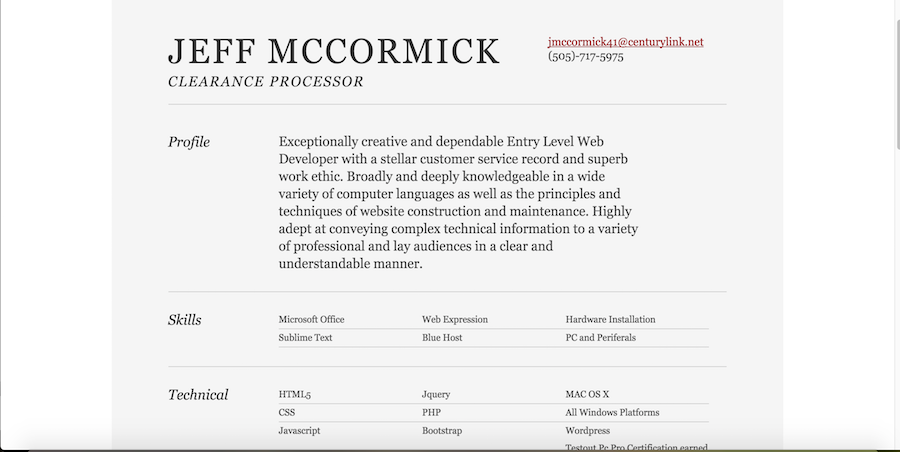 JEFF MCCORMICK
jmccormick41@centurylink.net
(505)-717-5975
CLEARANCE PROCESSOR
Profile
Exceptionally creative and dependable Entry Level Web
Developer with a stellar customer service record and superb
work ethic. Broadly and deeply knowledgeable in a wide
variety of computer languages as well as the principles and
techniques of website construction and maintenance. Highly
adept at conveying complex technical information to a variety
of professional and lay audiences in a clear and
understandable manner.
Skills
Microsoft Office Web Expression Hardware Installation
Sublime Text Blue Host PC and Periferals
Technical
HTML5 Jquery MAC OS X
CSS PHP All Windows Platforms
Javascript Bootstrap Wordpress
Testout Pc Pro Certification earned